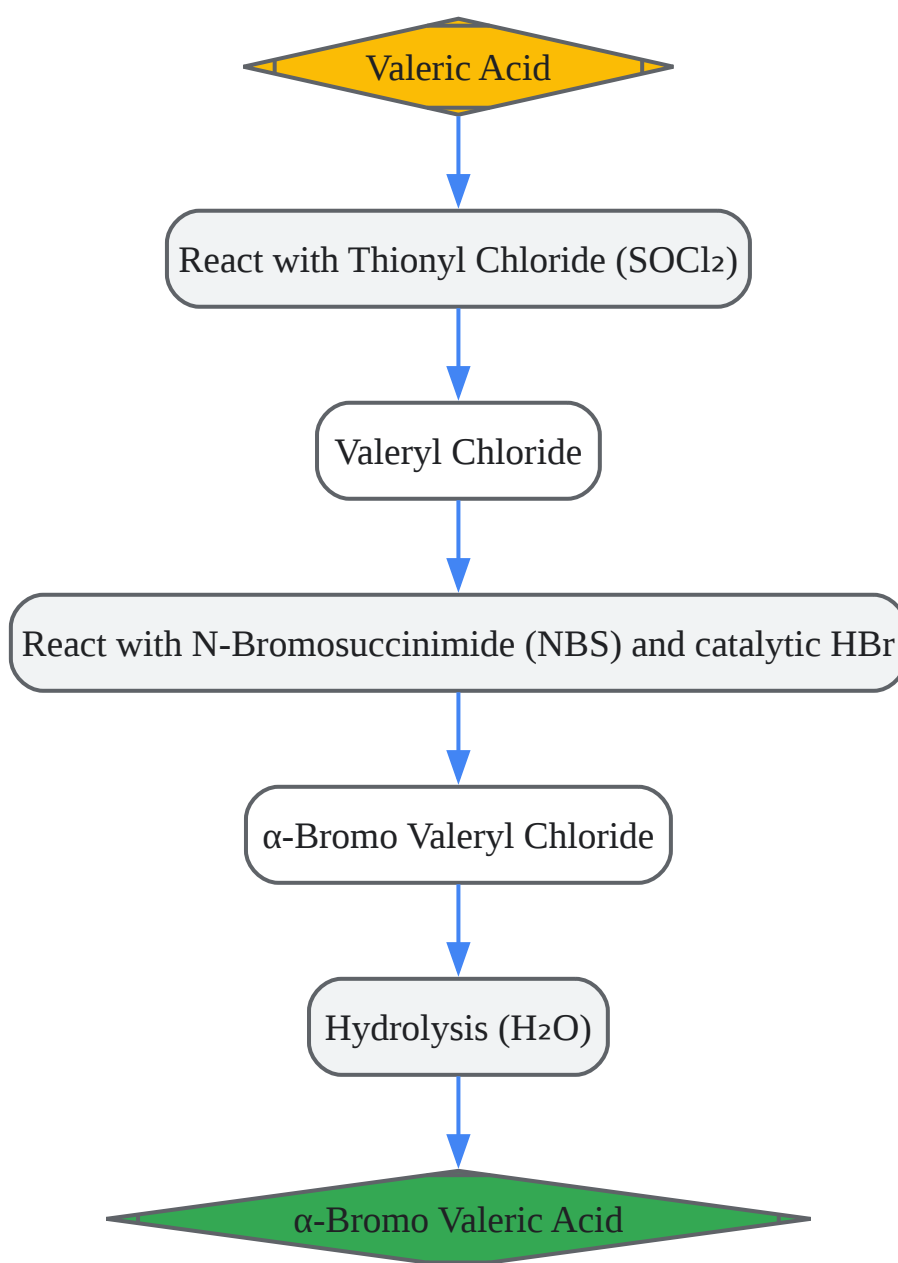 Valeric Acid
React with Thionyl Chloride (SOCl₂)
Valeryl Chloride
React with N-Bromosuccinimide (NBS) and catalytic HBr
α-Bromo Valeryl Chloride
Hydrolysis (H₂O)
α-Bromo Valeric Acid